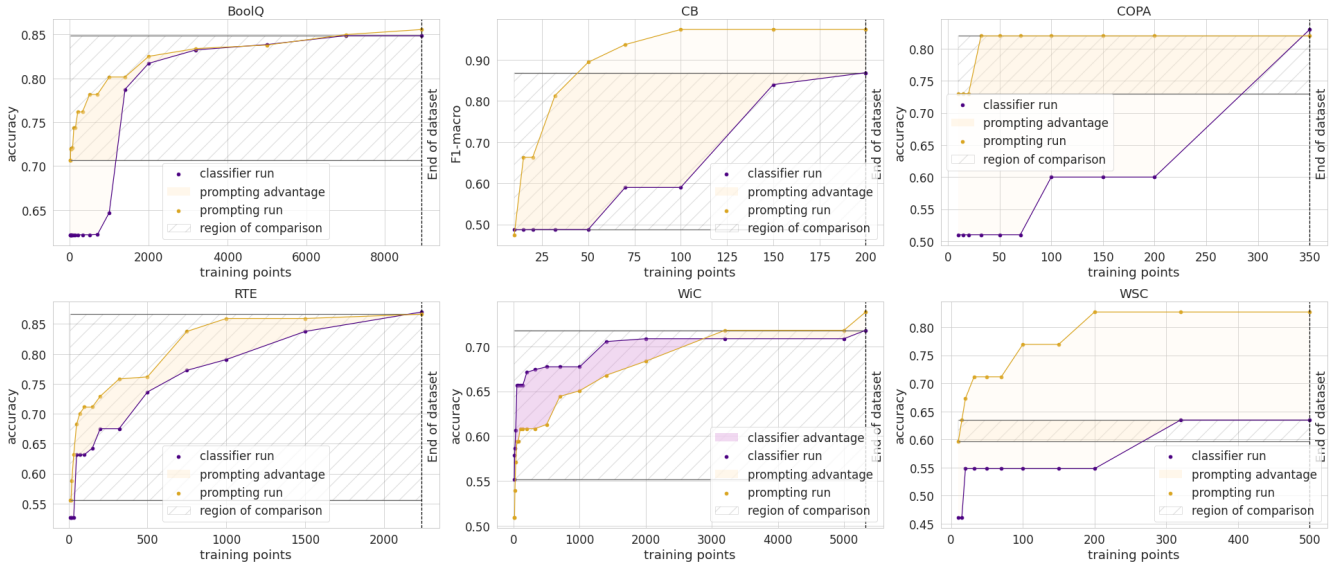 BoolQ
accuracy
0.85
0.80
0.75
0.70
0.65
0
2000
4000
6000
8000
training points
End of dataset
classifier run
prompting advantage
prompting run
region of comparison
CB
F1-macro
0.90
0.80
0.70
0.60
0.50
25
50
75
100
125
150
175
200
training points
End of dataset
classifier run
prompting advantage
prompting run
region of comparison
COPA
accuracy
0.80
0.75
0.70
0.65
0.60
0.55
0.50
0
50
100
150
200
250
300
350
training points
End of dataset
classifier run
prompting advantage
prompting run
region of comparison
RTE
accuracy
0.85
0.80
0.75
0.70
0.65
0.60
0.55
0
500
1000
1500
2000
training points
End of dataset
classifier run
prompting advantage
prompting run
region of comparison
WiC
accuracy
0.70
0.65
0.60
0.55
0.50
0
1000
2000
3000
4000
5000
training points
End of dataset
classifier advantage
classifier run
prompting advantage
prompting run
region of comparison
WSC
accuracy
0.80
0.75
0.70
0.65
0.60
0.55
0.50
0.45
0
100
200
300
400
500
training points
End of dataset
classifier run
prompting advantage
prompting run
region of comparison